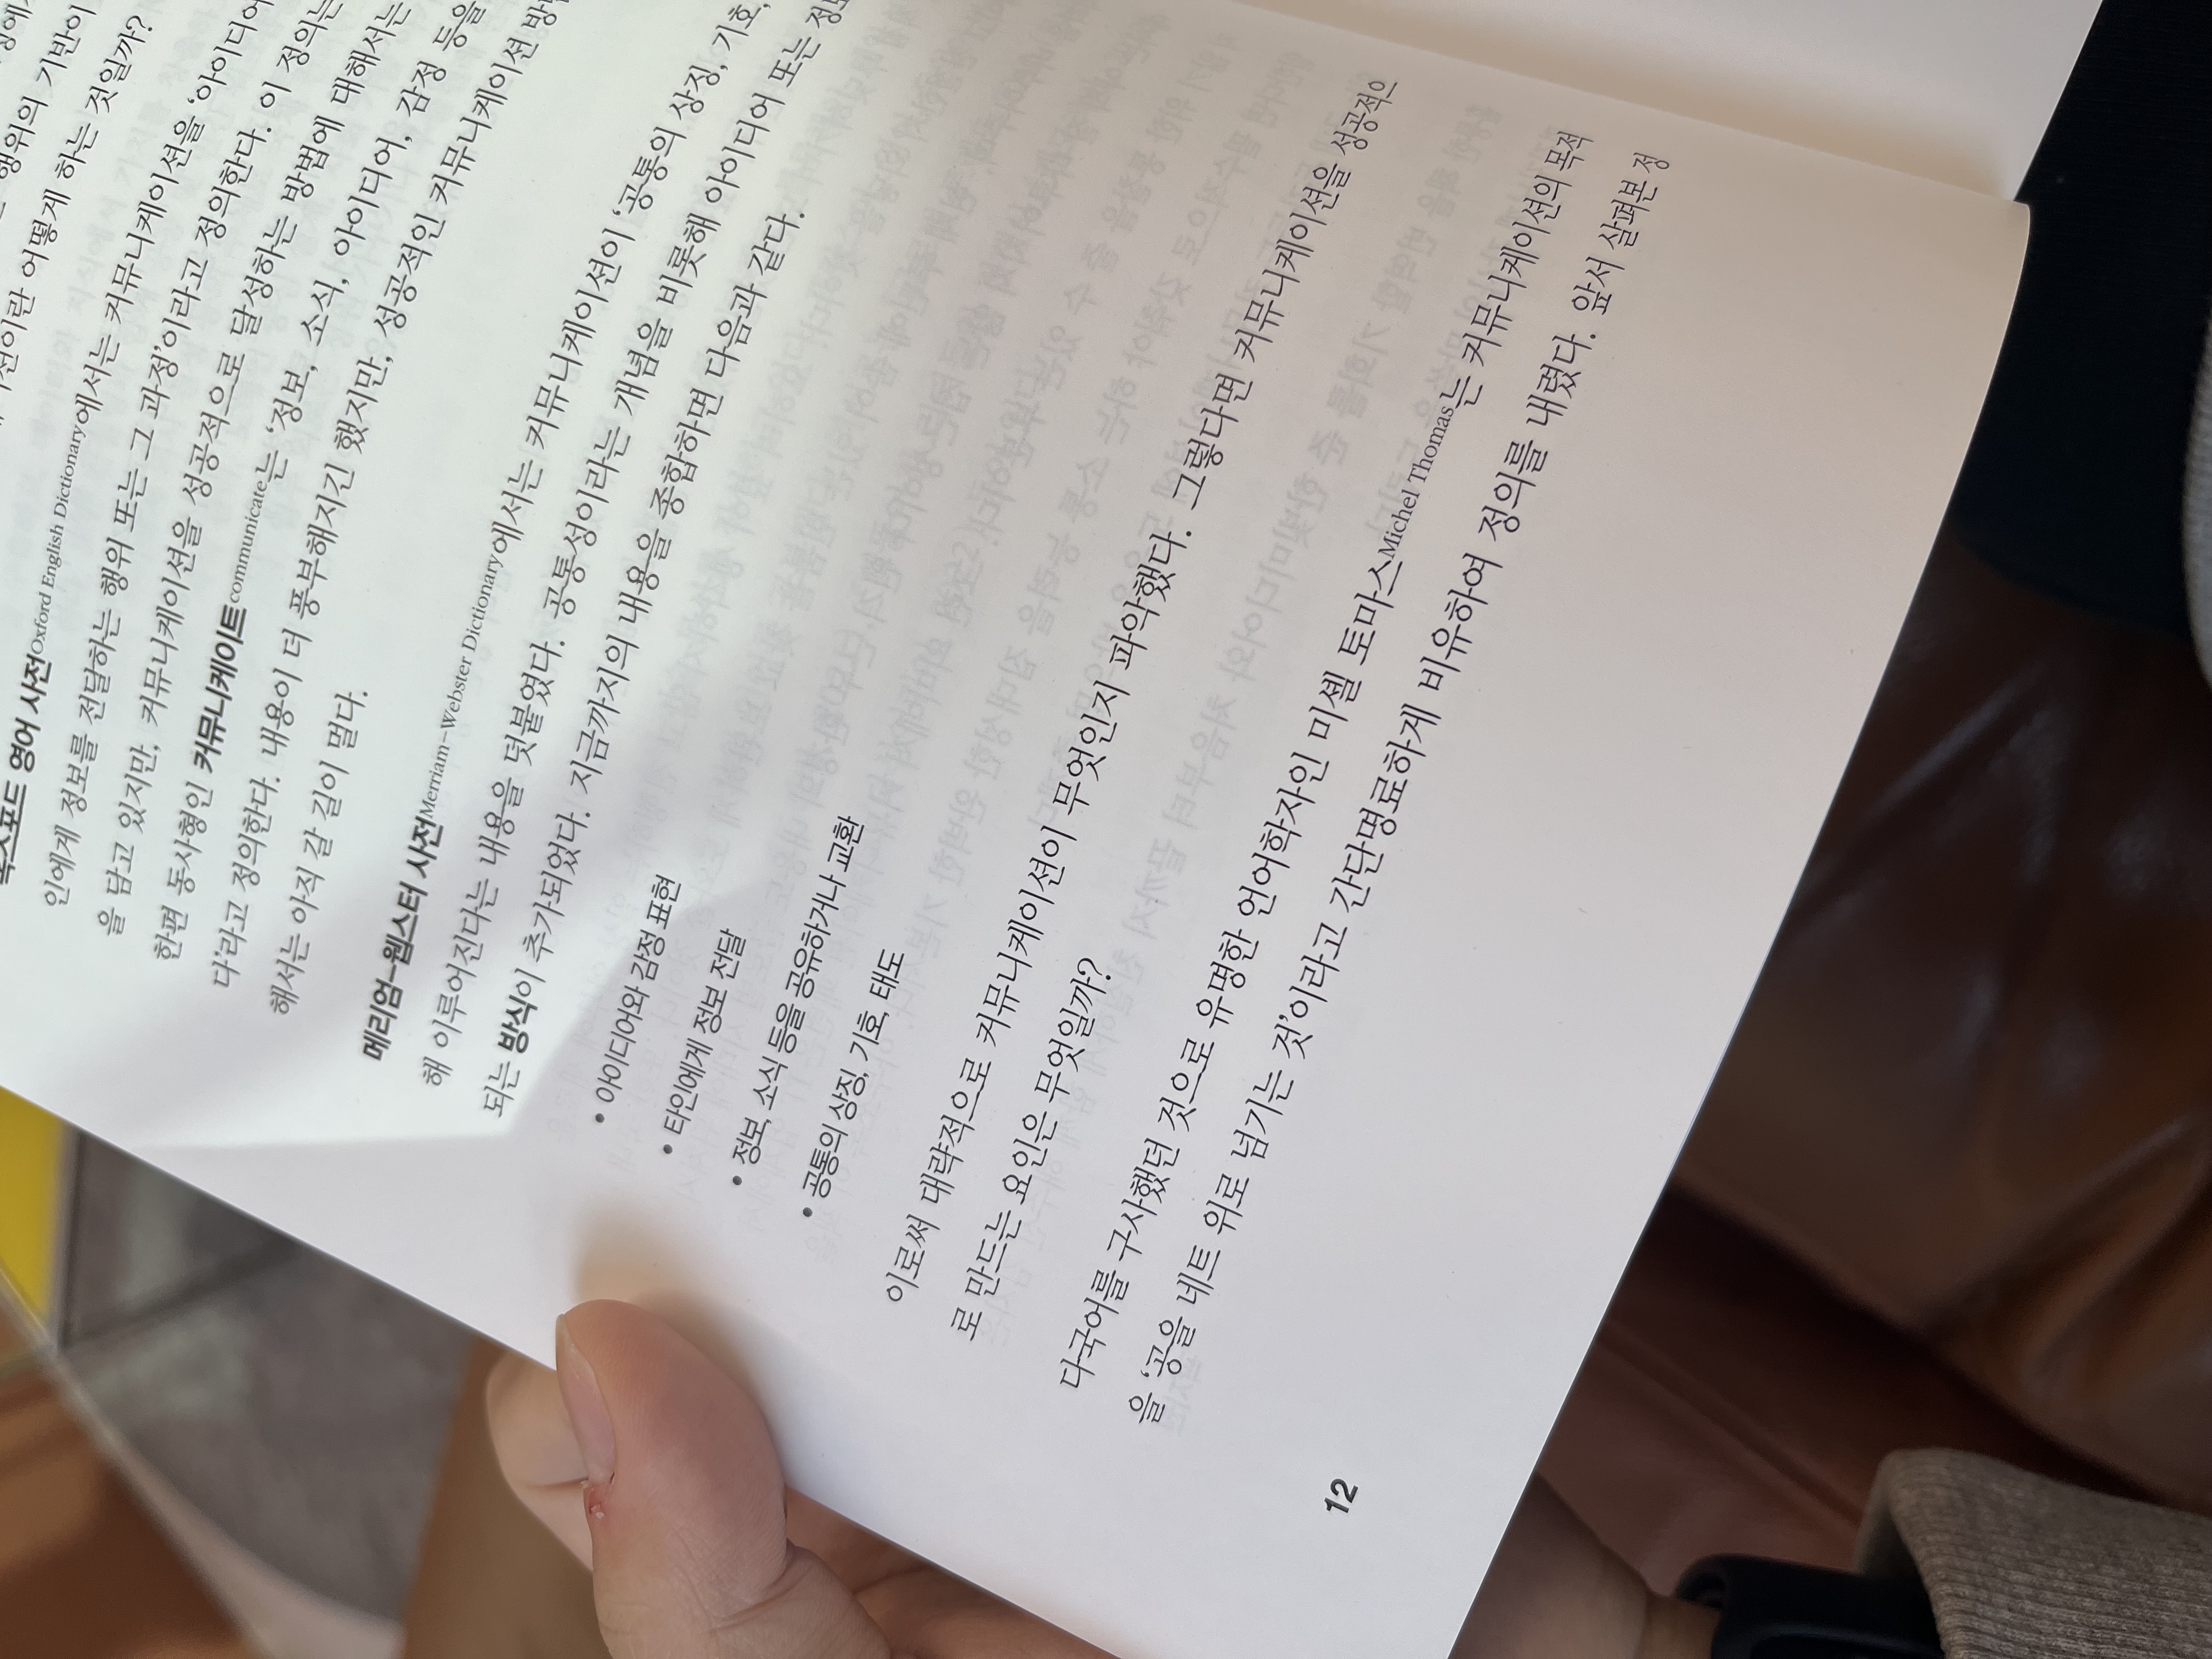 행위의 기반이
이란 어떻게 하는 것일까?
옥스포드 영어 사전Oxford English Dictionary에서는 커뮤니케이션을 ‘아이디어
인에게 정보를 전달하는 행위 또는 그 과정’이라고 정의한다. 이 정의는
을 담고 있지만, 커뮤니케이션을 성공적으로 달성하는 방법에 대해서는
한편 동사형인 커뮤니케이트communicate는 ‘정보, 소식, 아이디어, 감정 등을
다’라고 정의한다. 내용이 더 풍부해지긴 했지만, 성공적인 커뮤니케이션
해서는 아직 갈 길이 멀다.
메리엄-웹스터 사전Merriam-Webster Dictionary에서는 커뮤니케이션이 ‘공통의 상징, 기호,
해 이루어진다는 내용을 덧붙였다. 공통성이라는 개념을 비롯해 아이디어 또는
되는 방식이 추가되었다. 지금까지의 내용을 종합하면 다음과 같다.
• 아이디어와 감정 표현
• 타인에게 정보 전달
• 정보, 소식 등을 공유하거나 교환
• 공통의 상징, 기호, 태도
이로써 대략적으로 커뮤니케이션이 무엇인지 파악했다. 그렇다면 커뮤니케이션을 성공적으
로 만드는 요인은 무엇일까?
다국어를 구사했던 것으로 유명한 언어학자인 미셸 토마스Michel Thomas는 커뮤니케이션의 목적
을 ‘공을 네트 위로 넘기는 것’이라고 간단명료하게 비유하여 정의를 내렸다. 앞서 살펴본 정
12